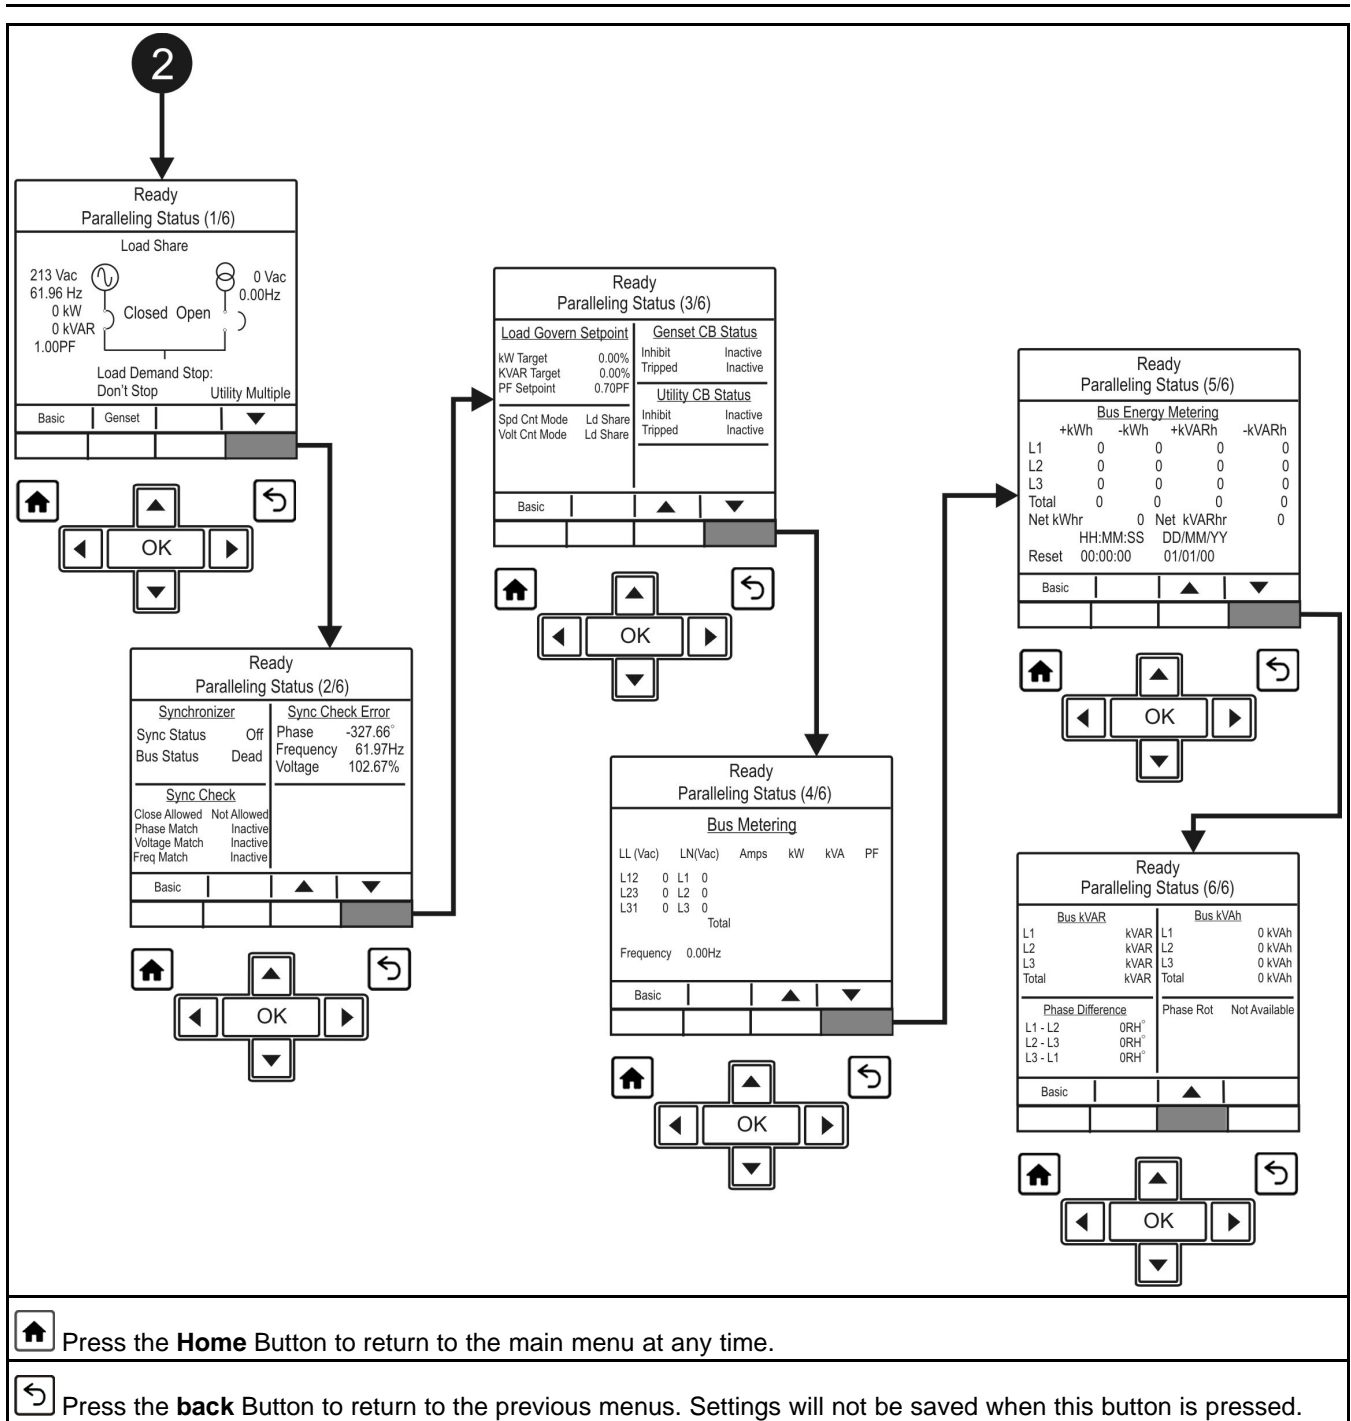 2
Ready
Paralleling Status (1/6)
Load Share
213 Vac 0 Vac
61.96 Hz 0.00Hz
0 kW Closed Open
0 kVAR
1.00PF
Load Demand Stop:
Don't Stop Utility Multiple
Basic Genset
OK
Ready
Paralleling Status (2/6)
Synchronizer
Sync Status Off
Bus Status Dead
Sync Check
Close Allowed Not Allowed
Phase Match Inactive
Voltage Match Inactive
Freq Match Inactive
Sync Check Error
Phase -327.66°
Frequency 61.97Hz
Voltage 102.67%
Basic
OK
Ready
Paralleling Status (3/6)
Load Govern Setpoint
kW Target 0.00%
KVAR Target 0.00%
PF Setpoint 0.70PF
Spd Cnt Mode Ld Share
Volt Cnt Mode Ld Share
Genset CB Status
Inhibit Inactive
Tripped Inactive
Utility CB Status
Inhibit Inactive
Tripped Inactive
Basic
OK
Ready
Paralleling Status (4/6)
Bus Metering
LL (Vac) LN(Vac) Amps kW kVA PF
L12 0 L1 0
L23 0 L2 0
L31 0 L3 0
Total
Frequency 0.00Hz
Basic
OK
Ready
Paralleling Status (5/6)
Bus Energy Metering
+kWh -kWh +kVARh -kVARh
L1 0 0 0 0
L2 0 0 0 0
L3 0 0 0 0
Total 0 0 0 0
Net kWhr 0 Net kVARhr 0
HH:MM:SS DD/MM/YY
Reset 00:00:00 01/01/00
Basic
OK
Ready
Paralleling Status (6/6)
Bus kVAR
L1 kVAR
L2 kVAR
L3 kVAR
Total kVAR
Bus kVAh
L1 0 kVAh
L2 0 kVAh
L3 0 kVAh
Total 0 kVAh
Phase Difference
L1 - L2 0RH°
L2 - L3 0RH°
L3 - L1 0RH°
Phase Rot Not Available
Basic
OK
Press the Home Button to return to the main menu at any time.
Press the back Button to return to the previous menus. Settings will not be saved when this button is pressed.